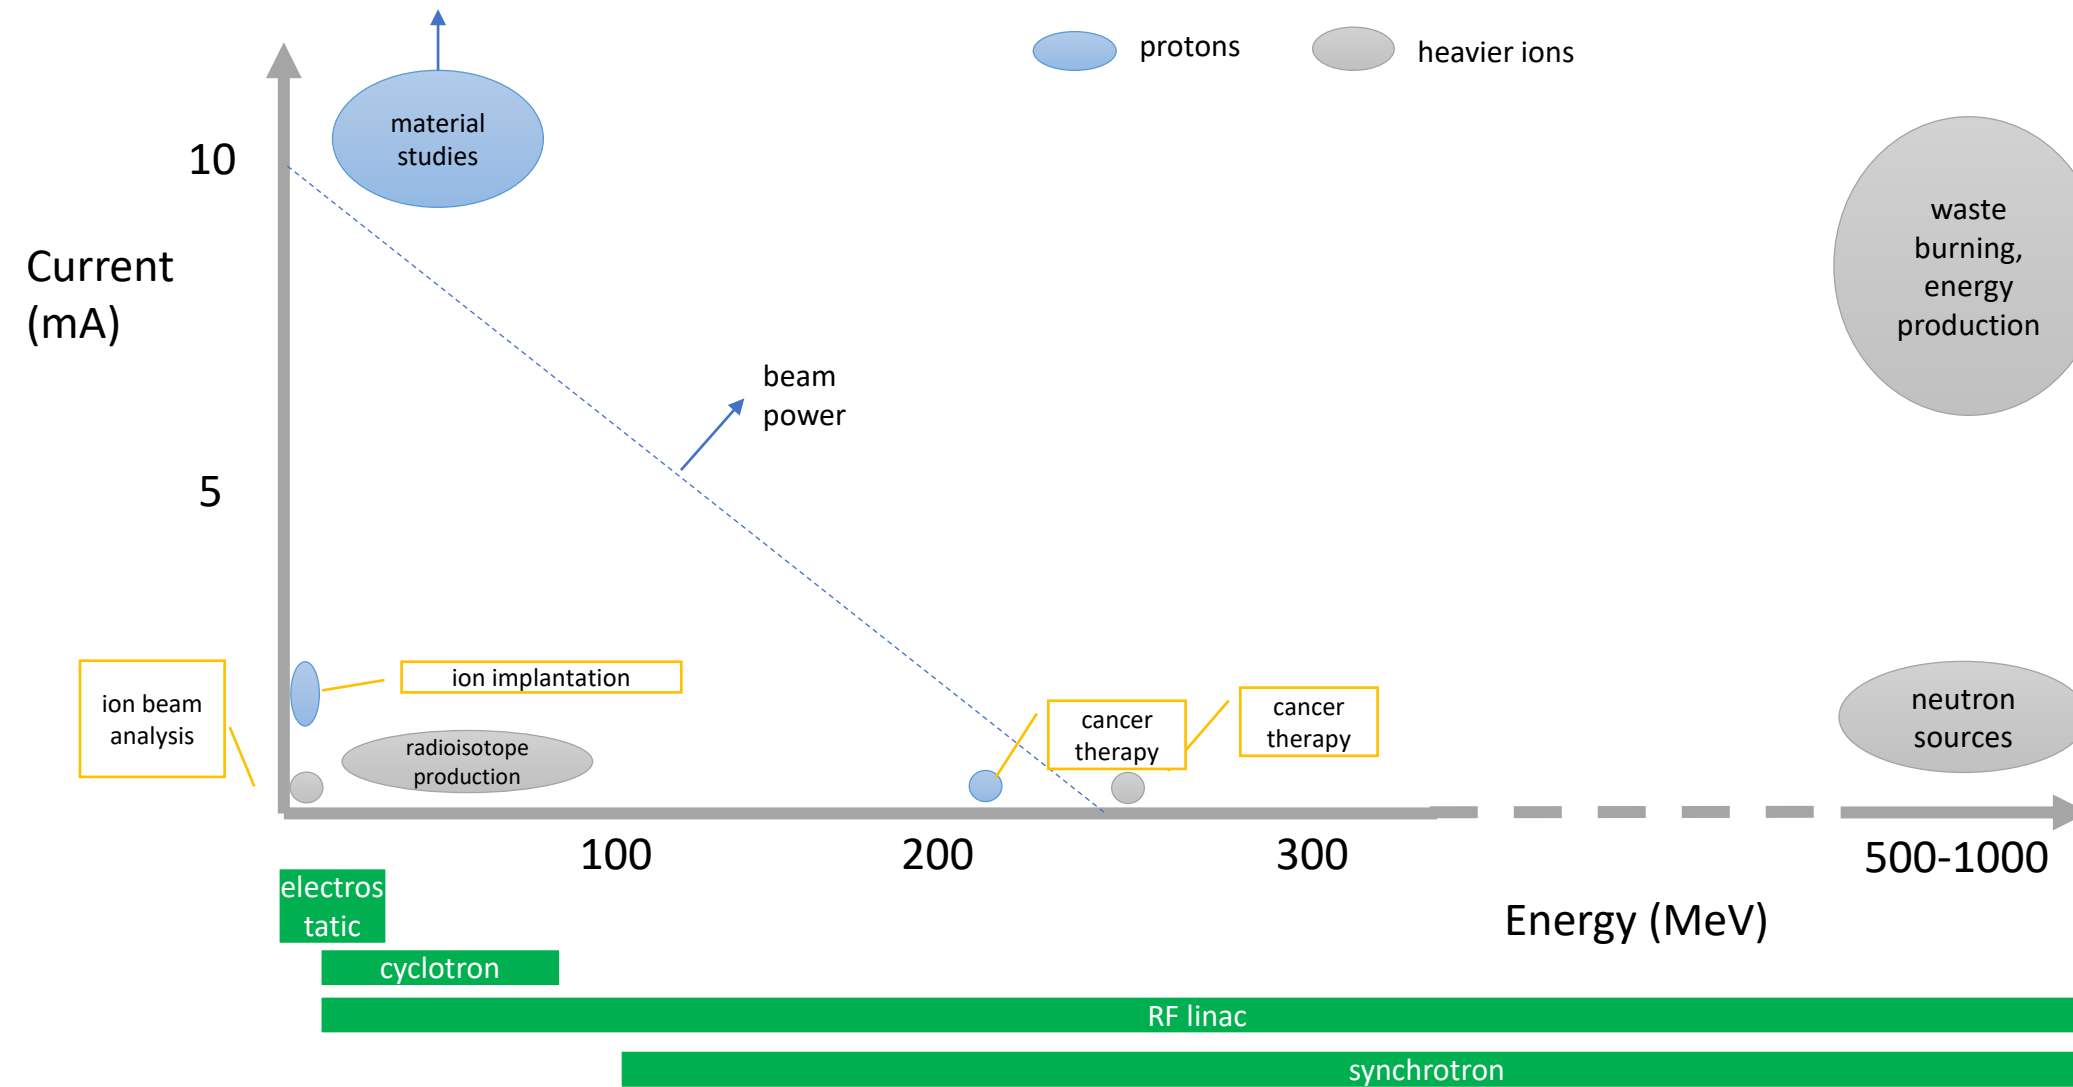 protons
heavier ions
material
studies
10
waste
burning,
energy
production
Current
(mA)
beam
power
5
ion implantation
ion beam
analysis
cancer
therapy
cancer
therapy
neutron
sources
radioisotope
production
100
200
300
500-1000
electros
tatic
Energy (MeV)
cyclotron
RF linac
synchrotron